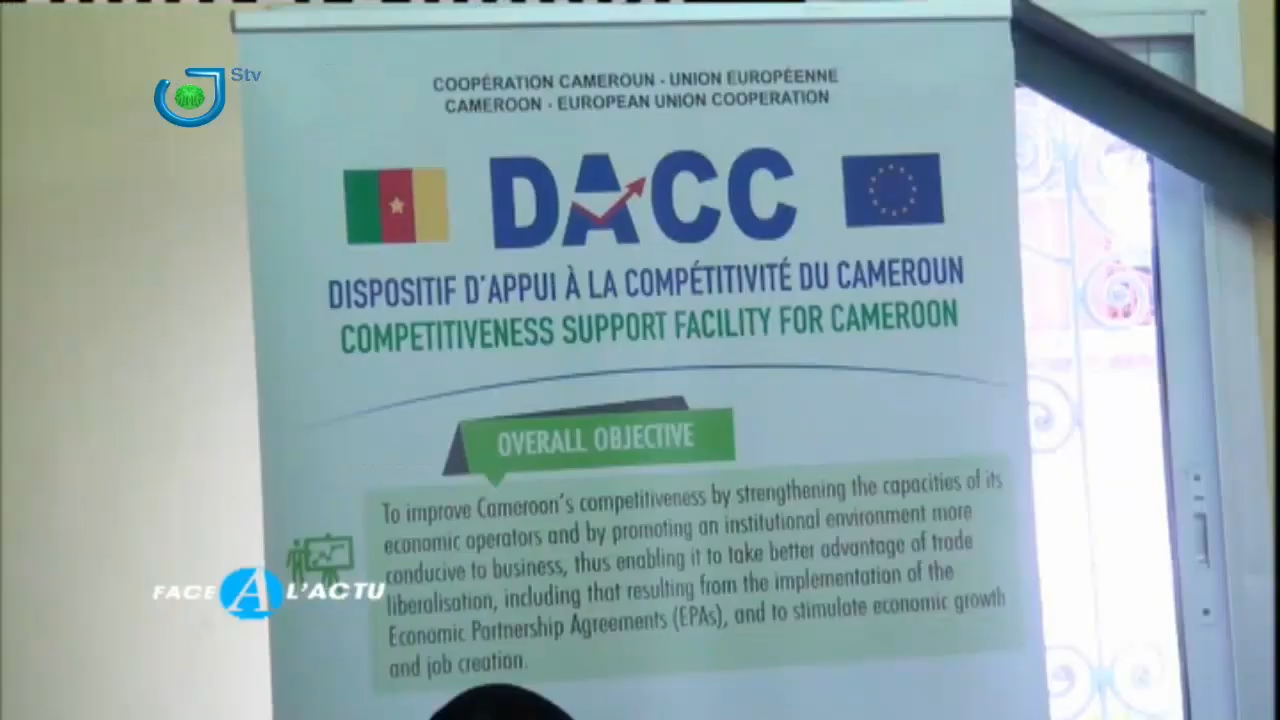 Stv
COOPÉRATION CAMEROUN - UNION EUROPÉENNE
CAMEROON - EUROPEAN UNION COOPERATION
DACC
DISPOSITIF D'APPUI À LA COMPÉTITIVITÉ DU CAMEROUN
COMPETITIVENESS SUPPORT FACILITY FOR CAMEROON
OVERALL OBJECTIVE
To improve Cameroon's competitiveness by strengthening the capacities of its
economic operators and by promoting an institutional environment more
conducive to business, thus enabling it to take better advantage of trade
liberalisation, including that resulting from the implementation of the
Economic Partnership Agreements (EPAs), and to stimulate economic growth
and job creation.
FACE A L'ACTU